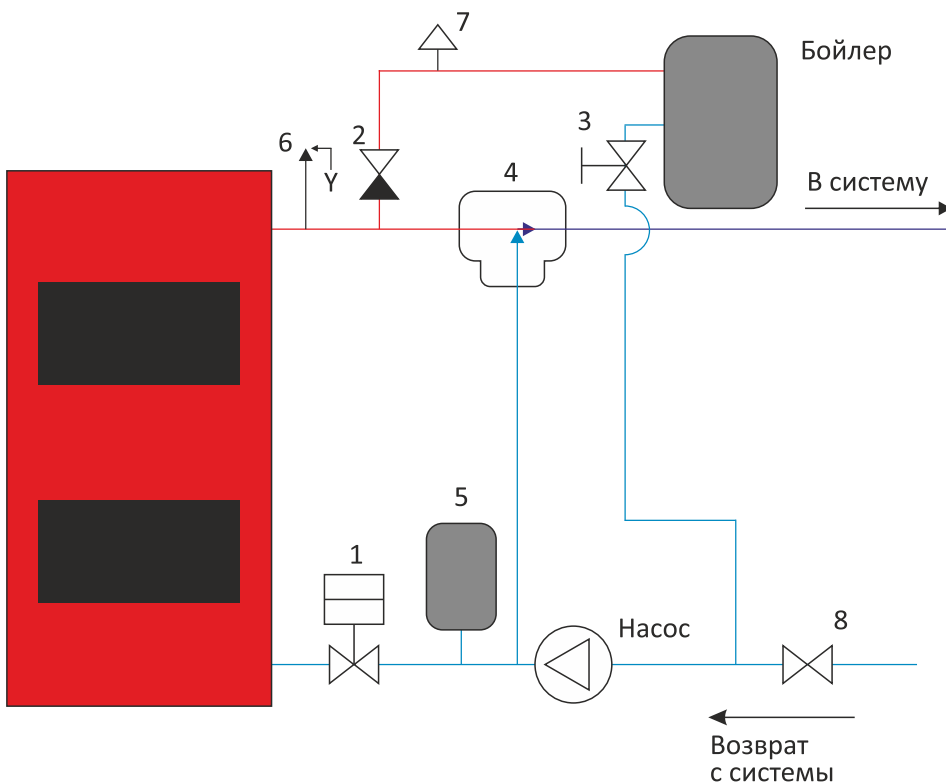 7
Бойлер
6
2
3
Y
4
В систему
5
1
Насос
8
Возврат
с системы